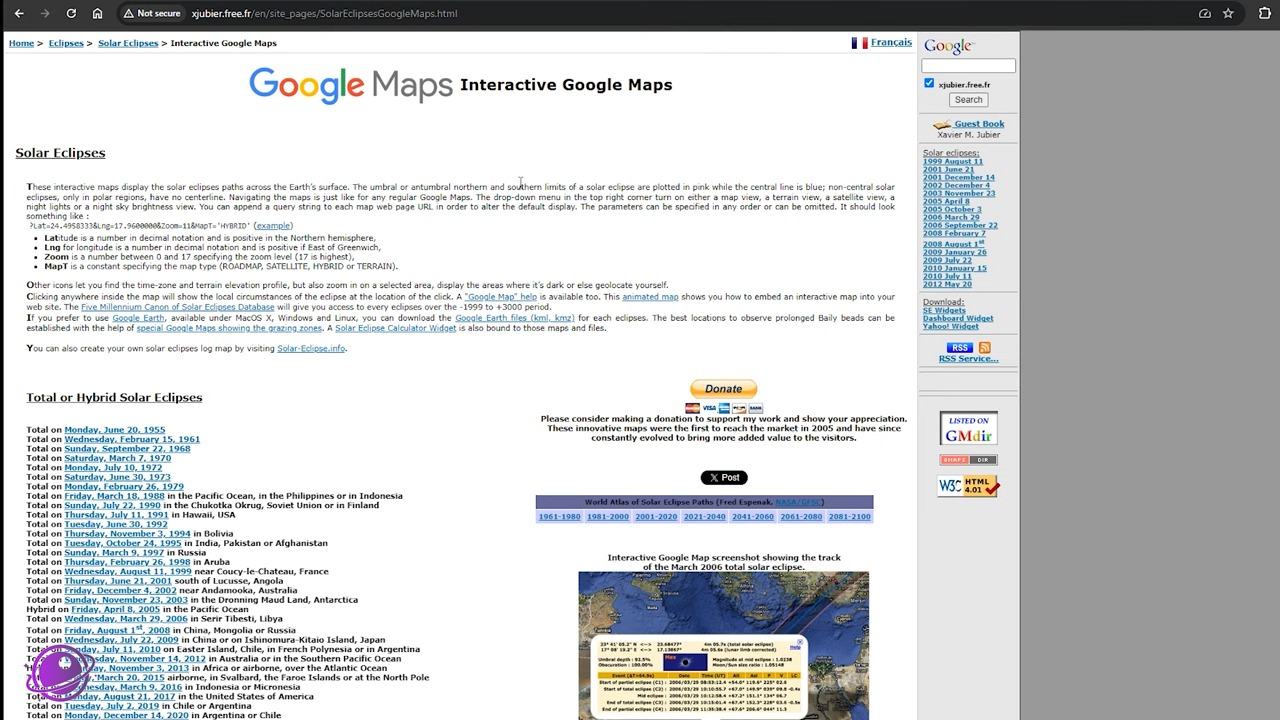 Not secure
xjubier.free.fr/en/site_pages/SolarEclipsesGoogleMaps.html
Home > Eclipses > Solar Eclipses > Interactive Google Maps
Français
Google Maps Interactive Google Maps
Solar Eclipses
These interactive maps display the solar eclipses paths across the Earth's surface. The umbral or antumbral northern and southern limits of a solar eclipse are plotted in pink while the central line is blue; non-central solar
eclipses, only in polar regions, have no centerline. Navigating the maps is just like for any regular Google Maps. The drop-down menu in the top right corner turn on either a map view, a terrain view, a satellite view, a
night lights or a night sky brightness view. You can append a query string to each map web page URL in order to alter the default display. The parameters can be specified in any order or can be omitted. It should look
something like :
?Lat=24.4958333&Lng=17.9600000&Zoom=11&MapT='HYBRID' (example)
• Latitude is a number in decimal notation and is positive in the Northern hemisphere,
• Lng for longitude is a number in decimal notation and is positive if East of Greenwich,
• Zoom is a number between 0 and 17 specifying the zoom level (17 is highest),
• MapT is a constant specifying the map type (ROADMAP, SATELLITE, HYBRID or TERRAIN).
Other icons let you find the time-zone and terrain elevation profile, but also zoom in on a selected area, display the areas where it's dark or else geolocate yourself.
Clicking anywhere inside the map will show the local circumstances of the eclipse at the location of the click. A "Google Map" help is available too. This animated map shows you how to embed an interactive map into your
web site. The Five Millennium Canon of Solar Eclipses Database will give you access to every eclipses over the -1999 to +3000 period.
If you prefer to use Google Earth, available under MacOS X, Windows and Linux, you can download the Google Earth files (kml, kmz) for each eclipses. The best locations to observe prolonged Baily beads can be
established with the help of special Google Maps showing the grazing zones. A Solar Eclipse Calculator Widget is also bound to those maps and files.
You can also create your own solar eclipses log map by visiting Solar-Eclipse.info.
Total or Hybrid Solar Eclipses
Total on Monday, June 20, 1955
Total on Wednesday, February 15, 1961
Total on Sunday, September 22, 1968
Total on Saturday, March 7, 1970
Total on Monday, July 10, 1972
Total on Saturday, June 30, 1973
Total on Monday, February 26, 1979
Total on Friday, March 18, 1988 in the Pacific Ocean, in the Philippines or in Indonesia
Total on Sunday, July 22, 1990 in the Chukotka Okrug, Soviet Union or in Finland
Total on Thursday, July 11, 1991 in Hawaii, USA
Total on Tuesday, June 30, 1992
Total on Thursday, November 3, 1994 in Bolivia
Total on Tuesday, October 24, 1995 in India, Pakistan or Afghanistan
Total on Sunday, March 9, 1997 in Russia
Total on Thursday, February 26, 1998 in Aruba
Total on Wednesday, August 11, 1999 near Coucy-le-Chateau, France
Total on Thursday, June 21, 2001 south of Lucusse, Angola
Total on Friday, December 4, 2002 near Andamooka, Australia
Total on Sunday, November 23, 2003 in the Dronning Maud Land, Antarctica
Hybrid on Friday, April 8, 2005 in the Pacific Ocean
Total on Wednesday, March 29, 2006 in Serir Tibesti, Libya
Total on Friday, August 1st, 2008 in China, Mongolia or Russia
Total on Wednesday, July 22, 2009 in China or on Ishinomura-Kitaio Island, Japan
July 11, 2010 on Easter Island, Chile, in French Polynesia or in Argentina
November 14, 2012 in Australia or in the Southern Pacific Ocean
November 3, 2013 in Africa or airborne, over the Atlantic Ocean
March 20, 2015 airborne, in Svalbard, the Faroe Islands or at the North Pole
March 9, 2016 in Indonesia or Micronesia
Total on Monday, August 21, 2017 in the United States of America
Total on Tuesday, July 2, 2019 in Chile or Argentina
Total on Monday, December 14, 2020 in Argentina or Chile
Donate
VISA
Please consider making a donation to support my work and show your appreciation.
These innovative maps were the first to reach the market in 2005 and have since
constantly evolved to bring more added value to the visitors.
X Post
World Atlas of Solar Eclipse Paths (Fred Espenak, NASA/GFSC)
1961-1980 1981-2000 2001-2020 2021-2040 2041-2060 2061-2080 2081-2100
Interactive Google Map screenshot showing the track
of the March 2006 total solar eclipse.
Help
Event (ΔT=64.9s) Date Time (UT) Alt Azi P V LC
Google
xjubier.free.fr
Search
Guest Book
Xavier M. Jubier
Solar eclipses:
1999 August 11
2001 June 21
2001 December 14
2002 December 4
2003 November 23
2005 April 8
2005 October 3
2006 March 29
2006 September 22
2008 February 7
2008 August 1st
2009 January 26
2009 July 22
2010 January 15
2010 July 11
2012 May 20
Download:
SE Widgets
Dashboard Widget
Yahoo! Widget
RSS
RSS Service...
LISTED ON
GMdir
SHAPE DIR
W3C HTML 4.01